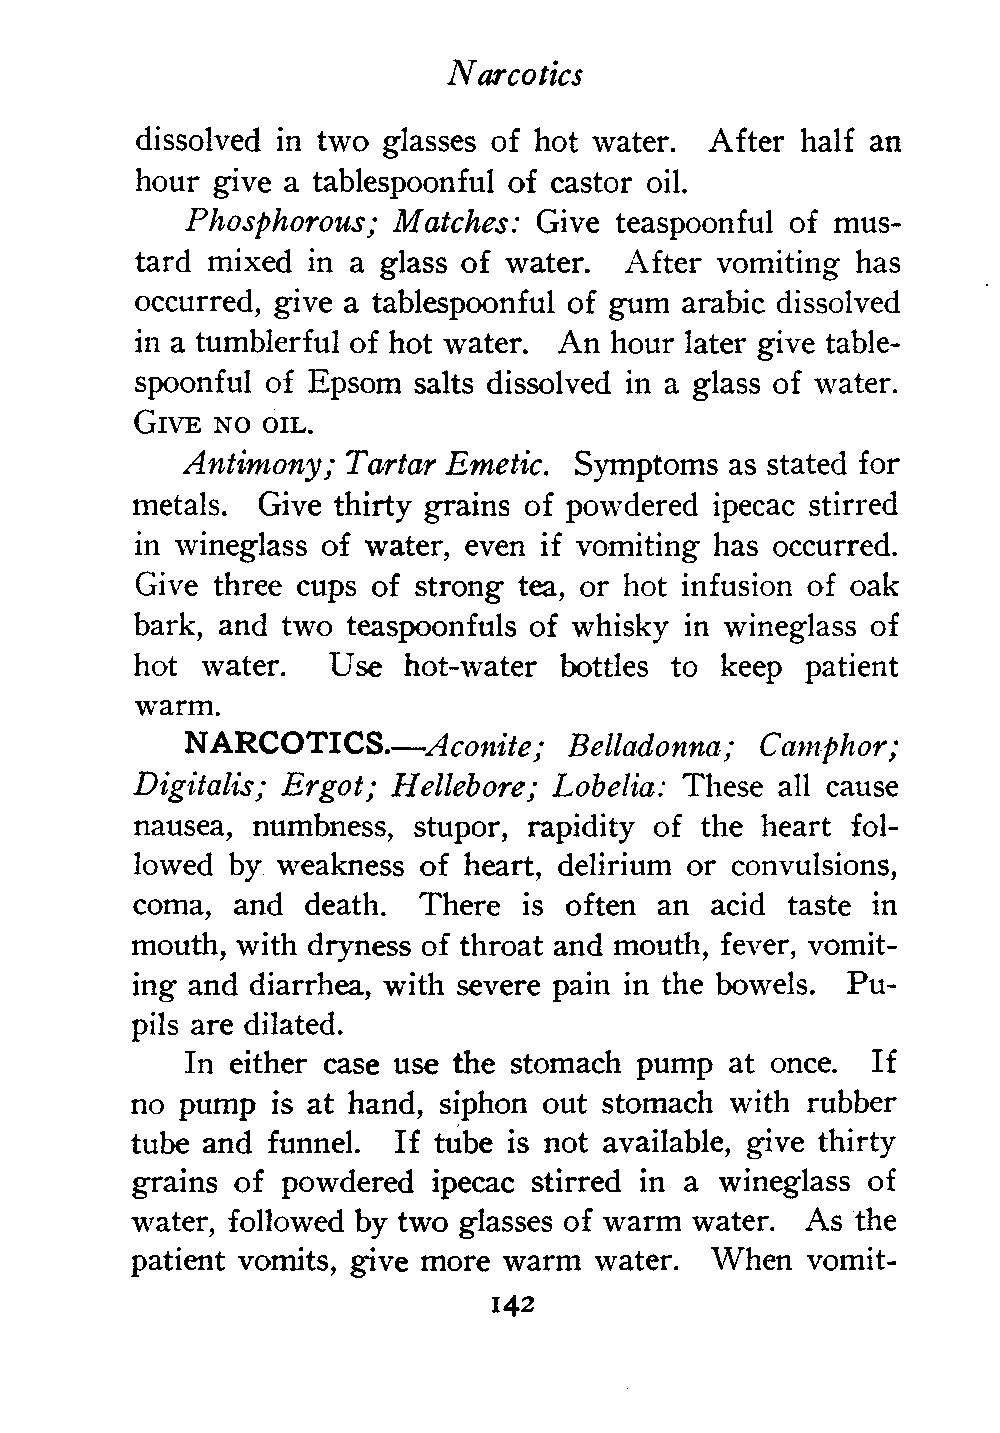 Narcotics
dissolved in two glasses of hot water. After half an
hour give a tablespoonful of castor oil.
Phosphorous; Matches: Give teaspoonful of mus-
tard mixed in a glass of water. After vomiting has
occurred, give a tablespoonful of gum arabic dissolved
in a tumblerful of hot water. An hour later give table-
spoonful of Epsom salts dissolved in a glass of water.
GIVE NO OIL.
Antimony; Tartar Emetic. Symptoms as stated for
metals. Give thirty grains of powdered ipecac stirred
in wineglass of water, even if vomiting has occurred.
Give three cups of strong tea, or hot infusion of oak
bark, and two teaspoonfuls of whisky in wineglass of
hot water. Use hot-water bottles to keep patient
warm.
NARCOTICS.—Aconite; Belladonna; Camphor;
Digitalis; Ergot; Hellebore; Lobelia: These all cause
nausea, numbness, stupor, rapidity of the heart fol-
lowed by weakness of heart, delirium or convulsions,
coma, and death. There is often an acid taste in
mouth, with dryness of throat and mouth, fever, vomit-
ing and diarrhea, with severe pain in the bowels. Pu-
pils are dilated.
In either case use the stomach pump at once. If
no pump is at hand, siphon out stomach with rubber
tube and funnel. If tube is not available, give thirty
grains of powdered ipecac stirred in a wineglass of
water, followed by two glasses of warm water. As the
patient vomits, give more warm water. When vomit-
142